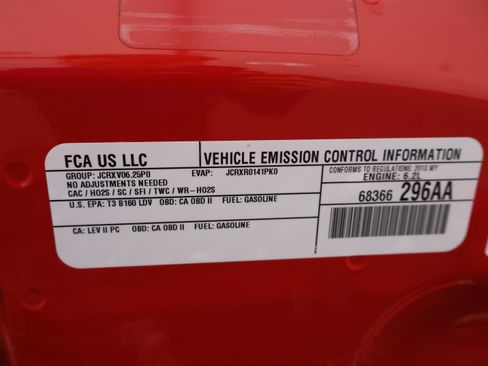 FCA US LLC
VEHICLE EMISSION CONTROL INFORMATION
GROUP: JCRXV06.25P0 EVAP: JCRXR0141PK0
NO ADJUSTMENTS NEEDED
CAC / HO2S / SC / SFI / TWC / WR-HO2S
CONFORMS TO REGULATIONS: 2018 MY
ENGINE: 6.2L
U.S. EPA: T3 B160 LDV OBD: CA OBD II FUEL: GASOLINE
68366 296AA
CA: LEV II PC OBD: CA OBD II FUEL: GASOLINE